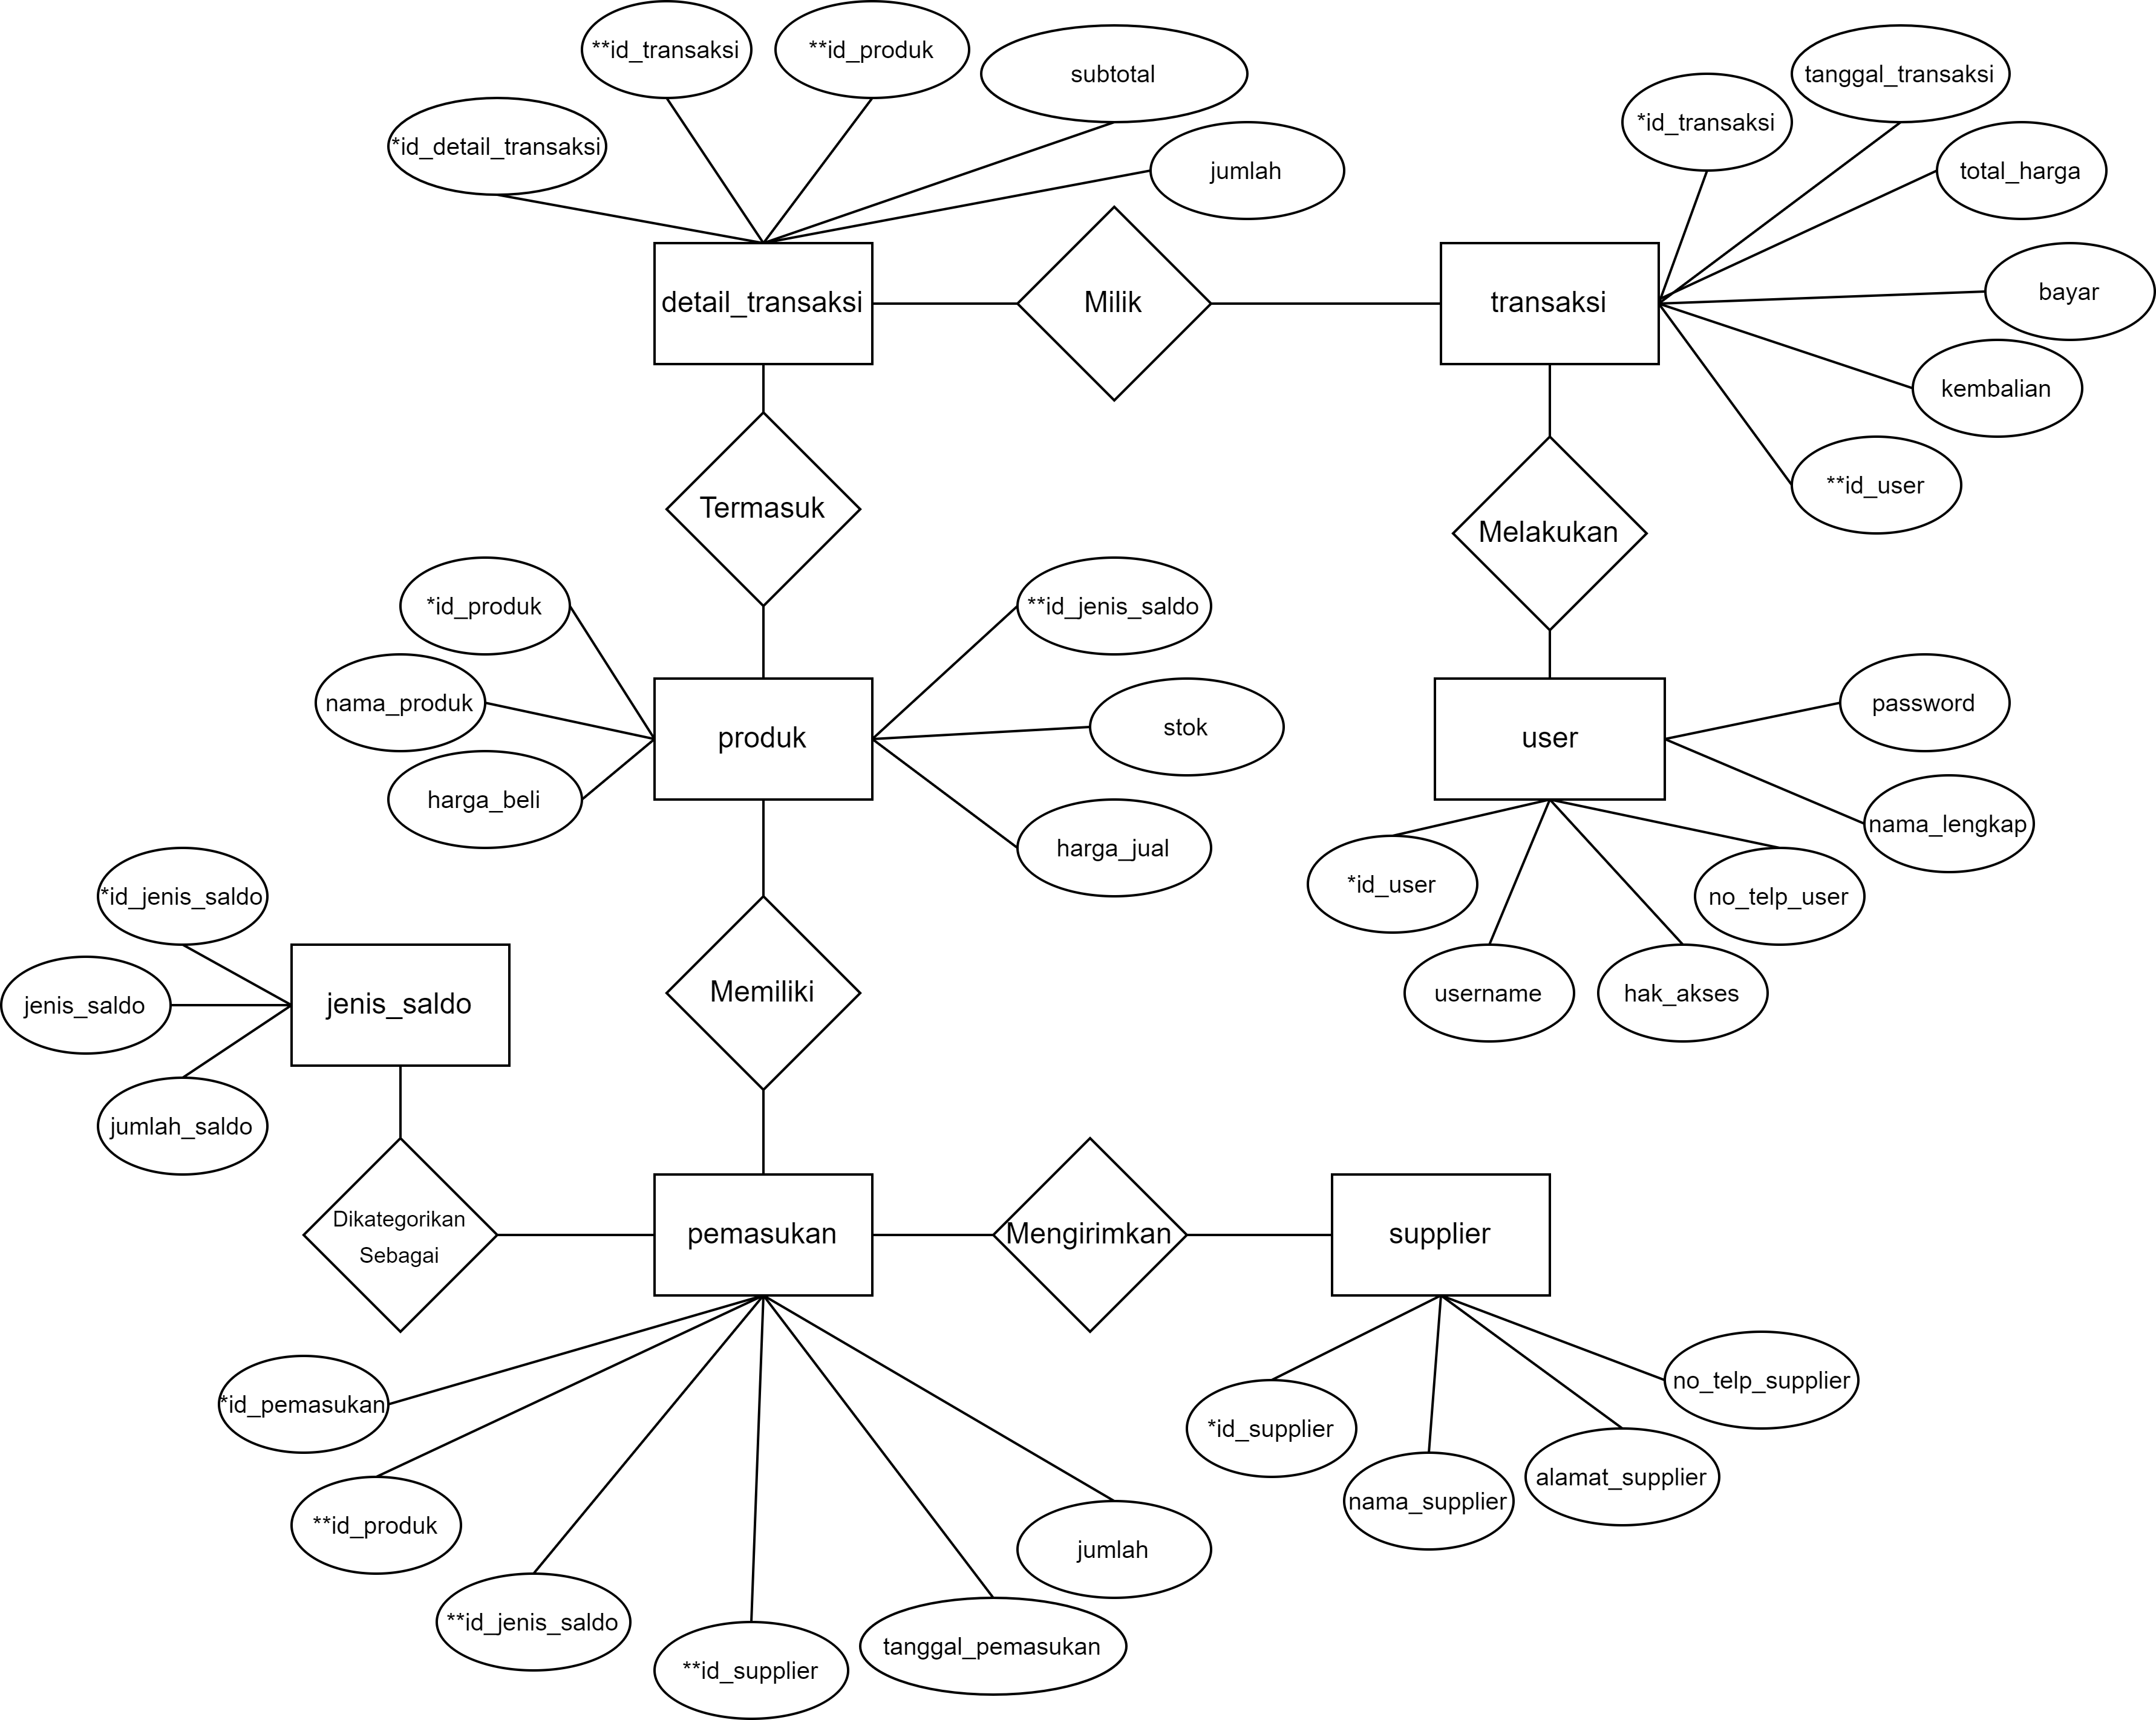 **id_transaksi
**id_produk
subtotal
tanggal_transaksi
*id_transaksi
*id_detail_transaksi
jumlah
total_harga
detail_transaksi
Milik
transaksi
bayar
kembalian
**id_user
Termasuk
Melakukan
*id_produk
**id_jenis_saldo
nama_produk
stok
password
produk
user
harga_beli
harga_jual
nama_lengkap
*id_user
no_telp_user
*id_jenis_saldo
username
hak_akses
jenis_saldo
jenis_saldo
Memiliki
jumlah_saldo
Dikategorikan
Sebagai
pemasukan
Mengirimkan
supplier
*id_pemasukan
no_telp_supplier
*id_supplier
alamat_supplier
nama_supplier
**id_produk
jumlah
**id_jenis_saldo
tanggal_pemasukan
**id_supplier